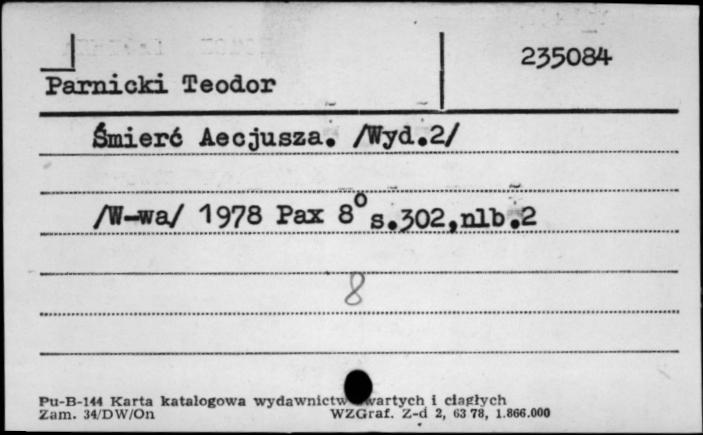 235084
Parnicki Teodor
Śmierć Aecjusza. /Wyd.2/
/W-wa/ 1978 Pax 8° s.302,nlb.2
8
Pu-B-144 Karta katalogowa wydawnictw zwartych i ciągłych
Zam. 34/DW/On WZGraf. Z-d 2, 63 78, 1.866.000